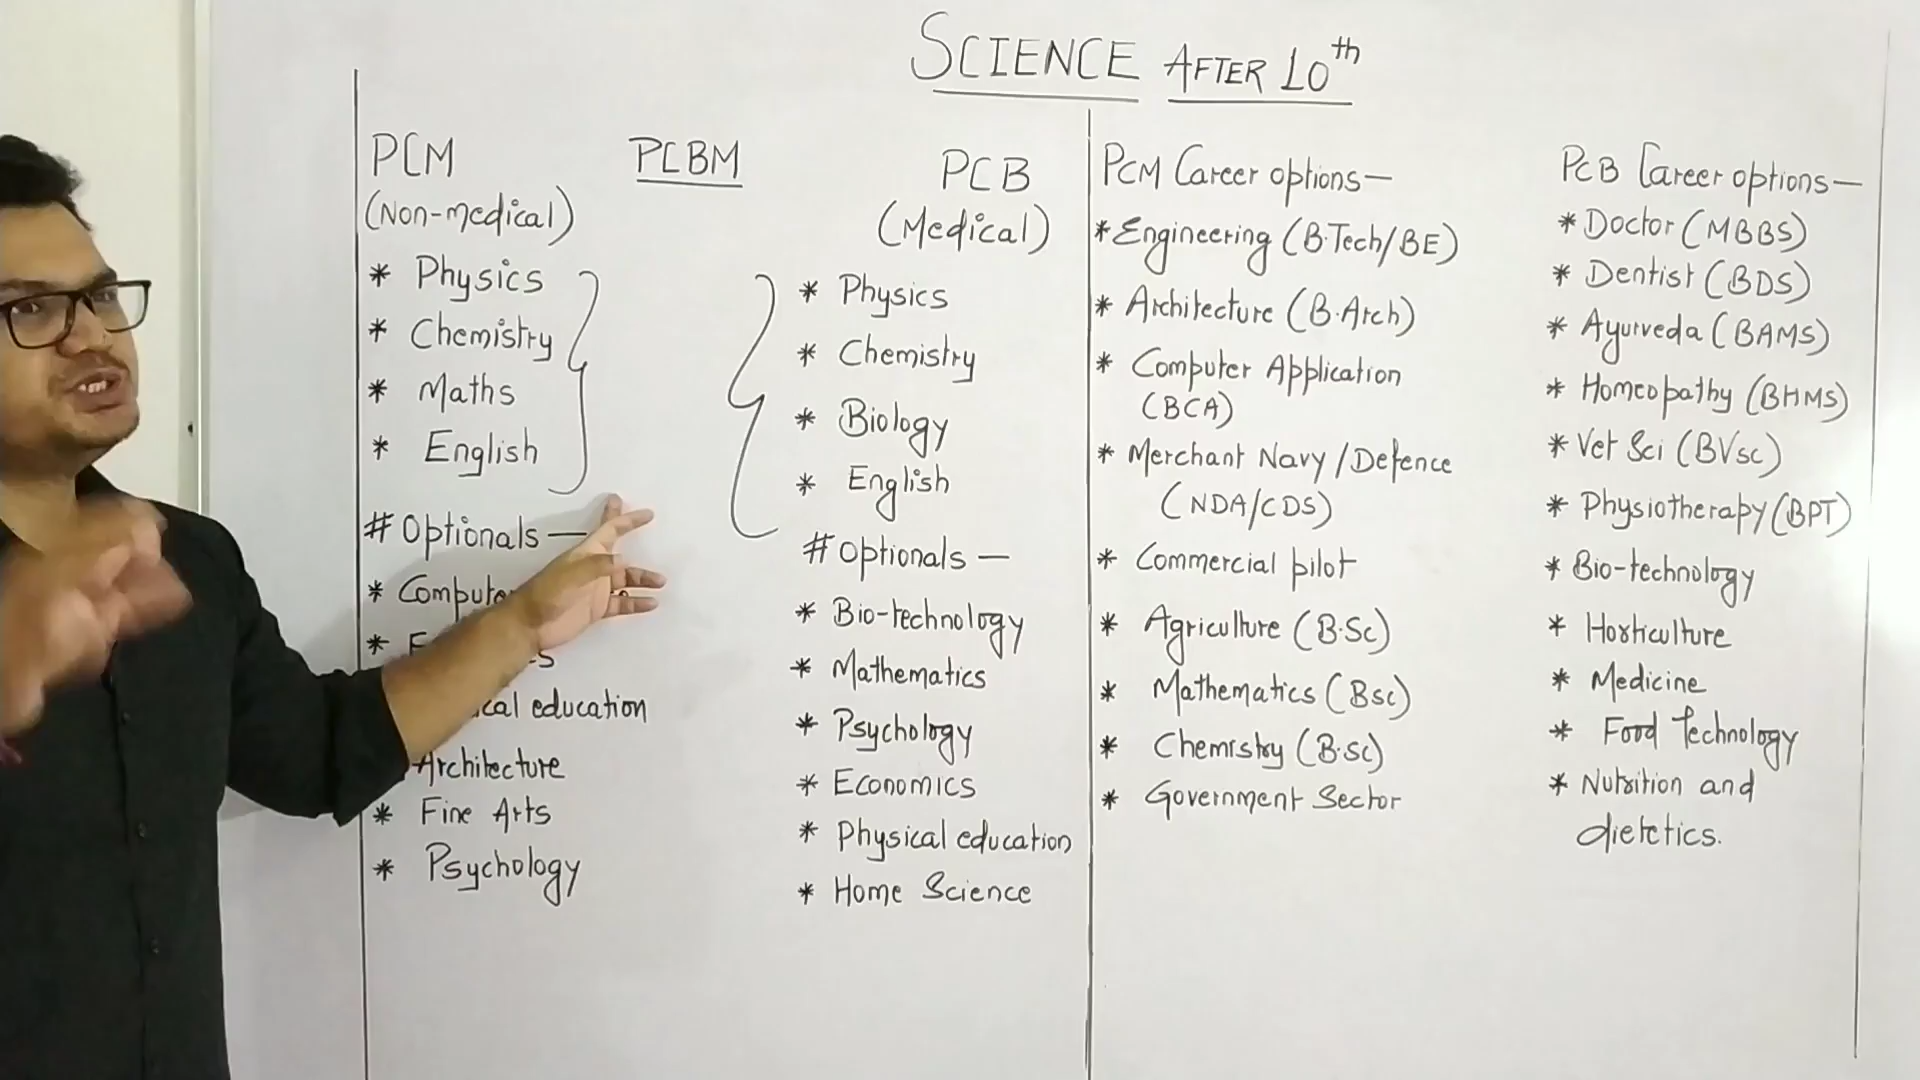 SCIENCE AFTER 10th
PCM
(Non-medical)
* Physics
* Chemistry
* Maths
* English
# Optionals —
*
*
cal education
Architecture
* Fine Arts
* Psychology
PCBM
PCB
(Medical)
* Physics
* Chemistry
* Biology
* English
# Optionals —
* Bio-technology
* Mathematics
* Psychology
* Economics
* Physical education
* Home Science
PCM Career options—
* Engineering (B.Tech/BE)
* Architecture (B.Arch)
* Computer Application
(BCA)
* Merchant Navy/Defence
(NDA/CDS)
* Commercial pilot
* Agriculture (B.Sc)
* Mathematics (Bsc)
* Chemistry (B.Sc)
* Government Sector
PCB Career options—
* Doctor (MBBS)
* Dentist (BDS)
* Ayurveda (BAMS)
* Homeopathy (BHMS)
* Vet Sci (BVsc)
* Physiotherapy (BPT)
* Bio-technology
* Horticulture
* Medicine
* Food Technology
* Nutrition and
dietetics.